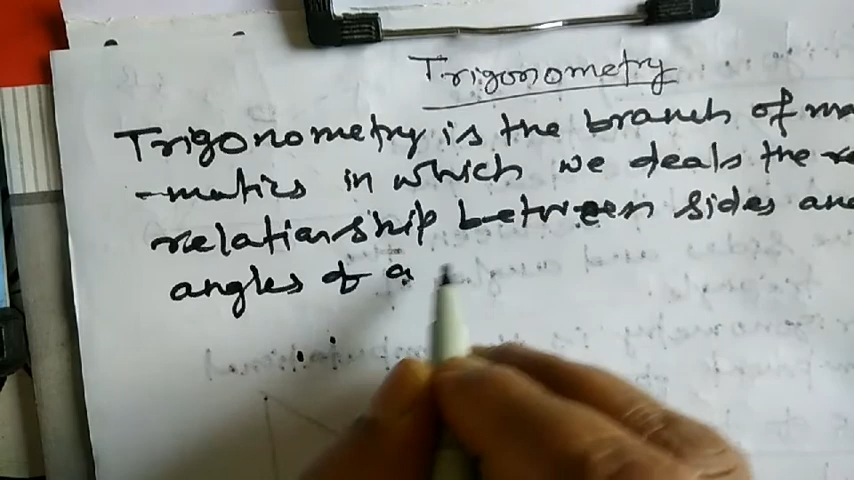 Trigonometry
Trigonometry is the branch of ma
-matics in which we deals the re
relationship between sides and
angles of a